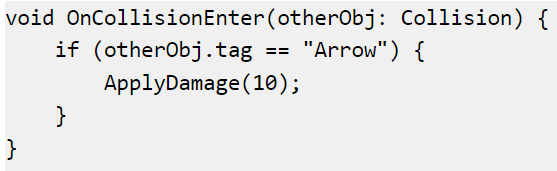 void OnCollisionEnter(otherObj: Collision) {
    if (otherObj.tag == "Arrow") {
        ApplyDamage(10);
    }
}